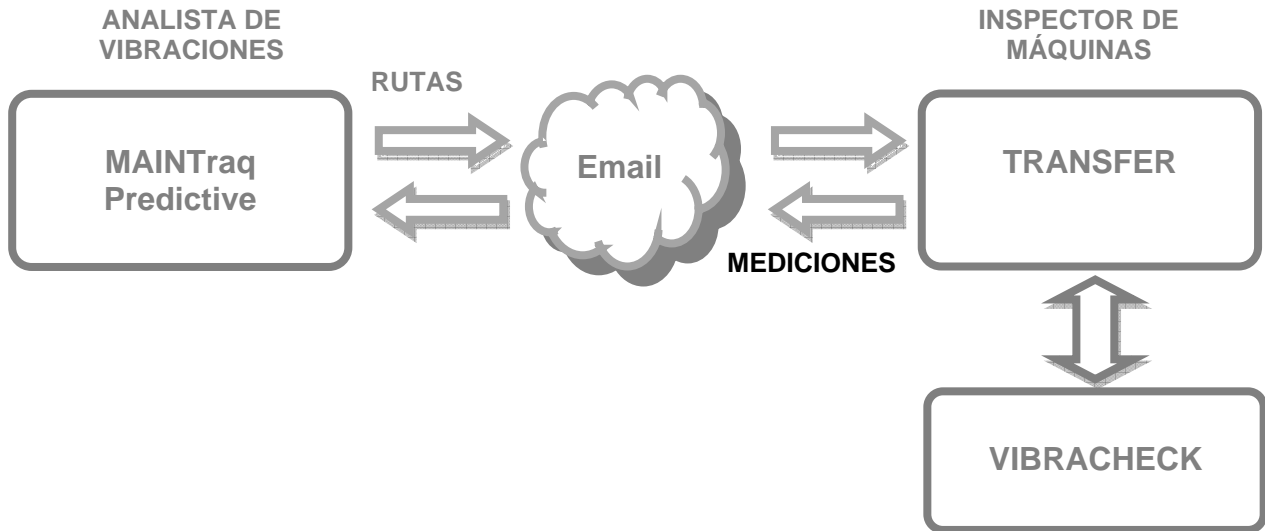 ANALISTA DE
VIBRACIONES
INSPECTOR DE
MÁQUINAS
RUTAS
MAINTraq
Predictive
Email
TRANSFER
MEDICIONES
VIBRACHECK